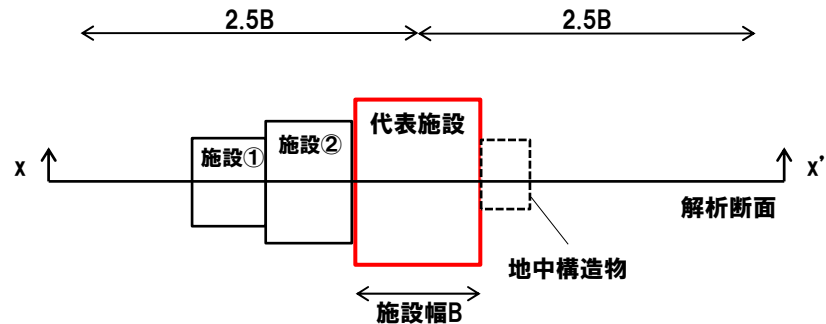 2.5B
2.5B
代表施設
施設①
施設②
x
x'
解析断面
地中構造物
施設幅B